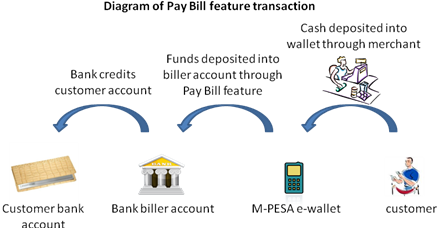 Diagram of Pay Bill feature transaction
Cash deposited into
wallet through merchant
Funds deposited into
biller account through
Pay Bill feature
Bank credits
customer account
Customer bank
account
Bank biller account
M-PESA e-wallet
customer